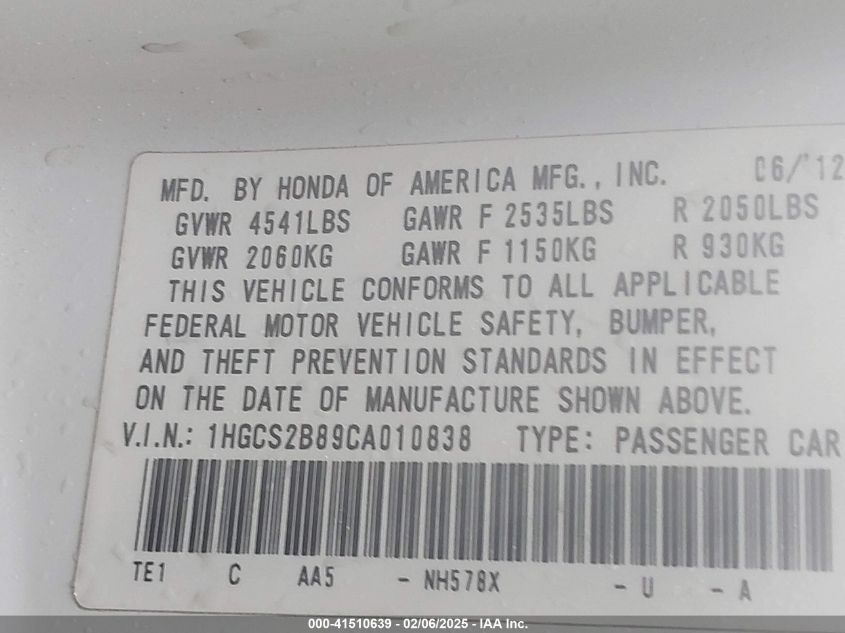 MFD. BY HONDA OF AMERICA MFG., INC. 06/'12
GVWR 4541LBS GAWR F 2535LBS R 2050LBS
GVWR 2060KG GAWR F 1150KG R 930KG
THIS VEHICLE CONFORMS TO ALL APPLICABLE
FEDERAL MOTOR VEHICLE SAFETY, BUMPER,
AND THEFT PREVENTION STANDARDS IN EFFECT
ON THE DATE OF MANUFACTURE SHOWN ABOVE.
V.I.N.: 1HGCS2B89CA010838 TYPE: PASSENGER CAR
TE1 C AA5 - NH578X - U - A
000-41510639 - 02/06/2025 - IAA Inc.